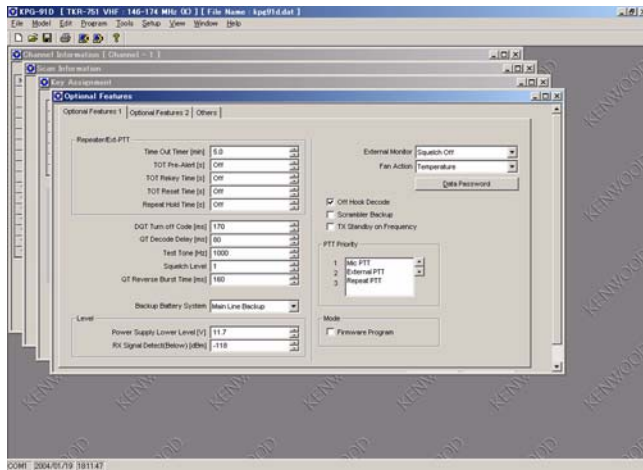 KPG-91D [ TKR-751 VHF : 146-174 MHz (K) ] [ File Name : kpg91d.dat ]
File Model Edit Program Tools Setup View Window Help
Channel Information [ Channel - 1 ]
Scan Information
Key Assignment
Optional Features
Optional Features 1 Optional Features 2 Others
Repeater/Ext-PTT
Time Out Timer [min] 5.0
TOT Pre-Alert [s] Off
TOT Rekey Time [s] Off
TOT Reset Time [s] Off
Repeat Hold Time [s] Off
DQT Turn off Code [ms] 170
QT Decode Delay [ms] 80
Test Tone [Hz] 1000
Squelch Level 1
QT Reverse Burst Time [ms] 160
Backup Battery System Main Line Backup
Level
Power Supply Lower Level [V] 11.7
RX Signal Detect(Below) [dBm] -118
External Monitor Squelch Off
Fan Action Temperature
Data Password
Off Hook Decode
Scrambler Backup
TX Standby on Frequency
PTT Priority
1 Mic PTT
2 External PTT
3 Repeat PTT
Mode
Firmware Program
KENWOOD
KENWOOD
KENWOOD
KENWOOD
KENWOOD
KENWOOD
KENWOOD
COM1 2004/01/19 19:11:47